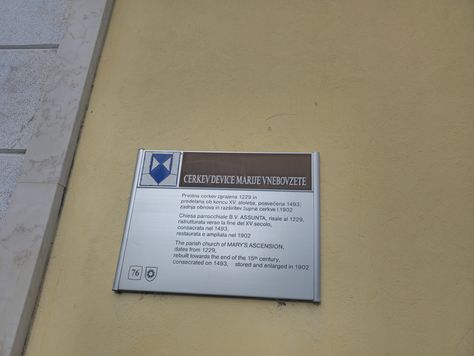 CERKEV DEVICE MARIJE VNEBOVZETE
Prvotna cerkev zgrajena 1229 in
predelana ob koncu XV. stoletja, posvečena 1493;
zadnja obnova in razširitev župne cerkve l.1902
Chiesa parrocchiale B.V. ASSUNTA, risale al 1229,
ristrutturata verso la fine del XV secolo,
consacrata nel 1493,
restaurata e ampliata nel 1902
The parish church of MARY'S ASCENSION,
dates from 1229,
rebuilt towards the end of the 15th century,
consecrated on 1493, stored and enlarged in 1902
76